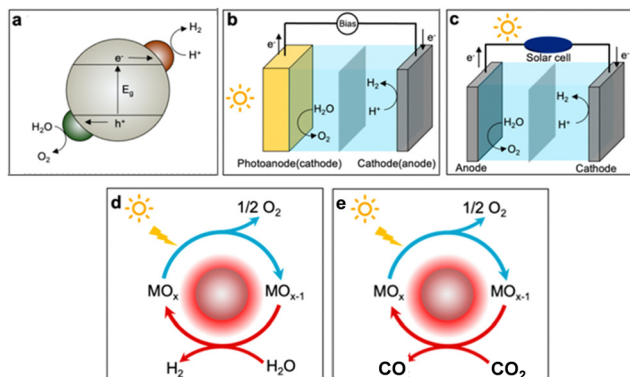 a
H₂
H⁺
e⁻
E_g
h⁺
H₂O
O₂
b
Bias
e⁻
e⁻
H₂
H⁺
H₂O
O₂
Photoanode(cathode)
Cathode(anode)
c
Solar cell
e⁻
e⁻
H₂
H⁺
H₂O
O₂
Anode
Cathode
d
1/2 O₂
MOₓ
MOₓ₋₁
H₂
H₂O
e
1/2 O₂
MOₓ
MOₓ₋₁
CO
CO₂